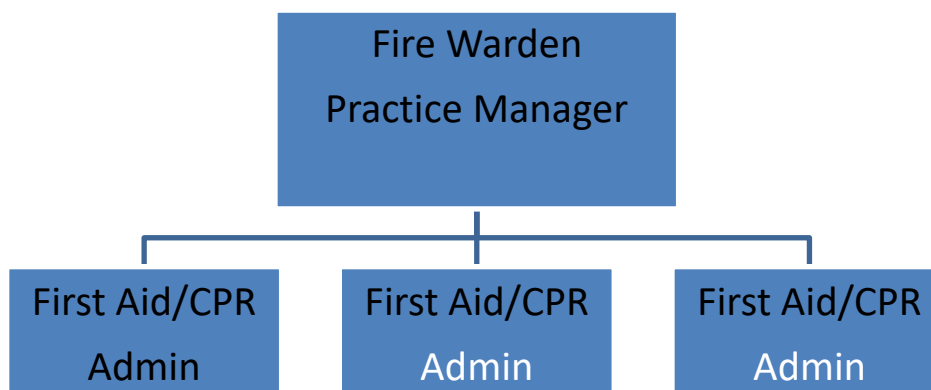 Fire Warden
Practice Manager
First Aid/CPR
Admin
First Aid/CPR
Admin
First Aid/CPR
Admin